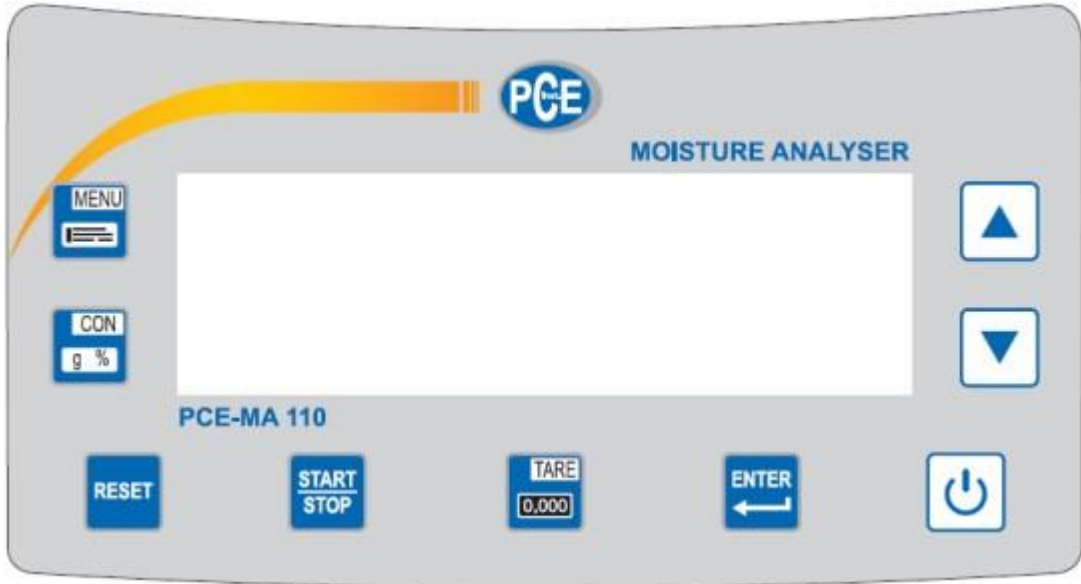 PCE
MOISTURE ANALYSER
MENU
CON
g %
PCE-MA 110
RESET
START
STOP
TARE
0,000
ENTER